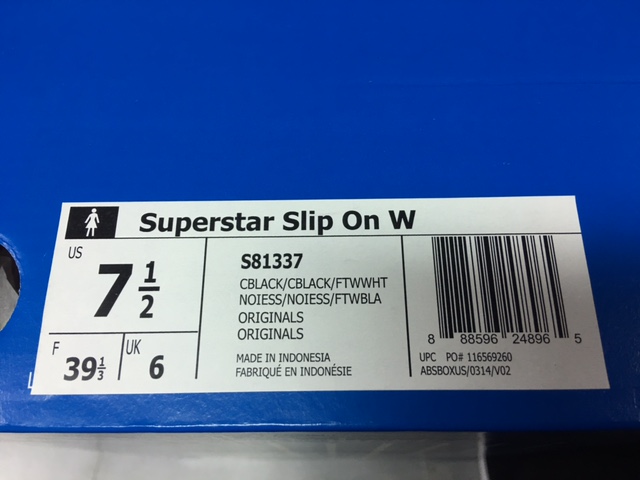 Superstar Slip On W
US
7 1/2
F
39 1/3
UK
6
S81337
CBLACK/CBLACK/FTWWHT
NOIESS/NOIESS/FTWBLA
ORIGINALS
ORIGINALS
MADE IN INDONESIA
FABRIQUÉ EN INDONÉSIE
8 88596 24896 5
UPC PO# 116569260
ABSBOXUS/0314/V02